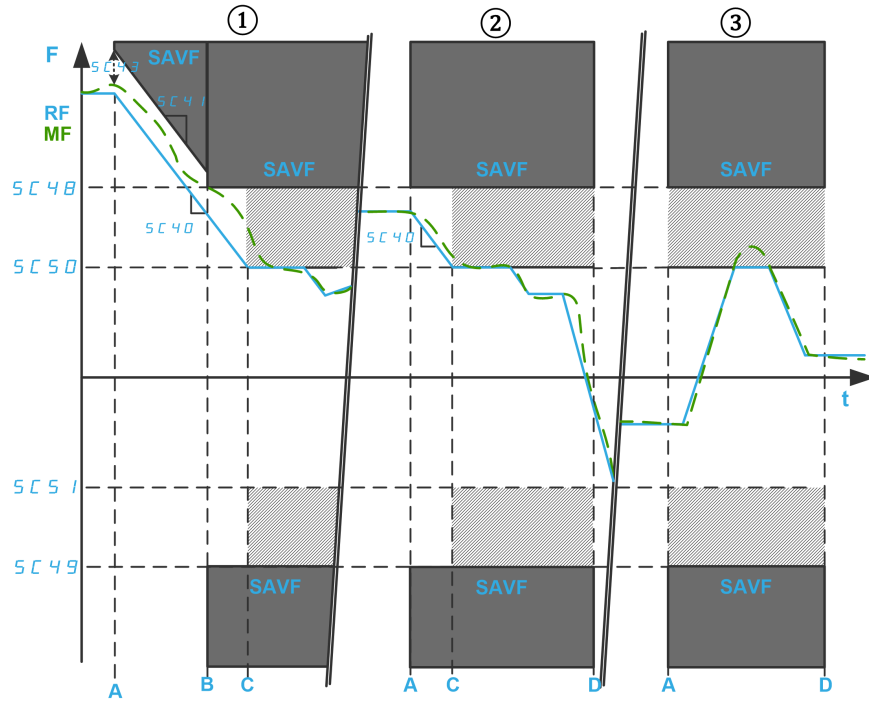 ① ② ③
F
SAVF
SC43
SC41
RF
MF
SAVF SAVF SAVF
SC48
SC40 SC40
SC50
t
SC51
SC49
SAVF SAVF SAVF
A B C A C D A D